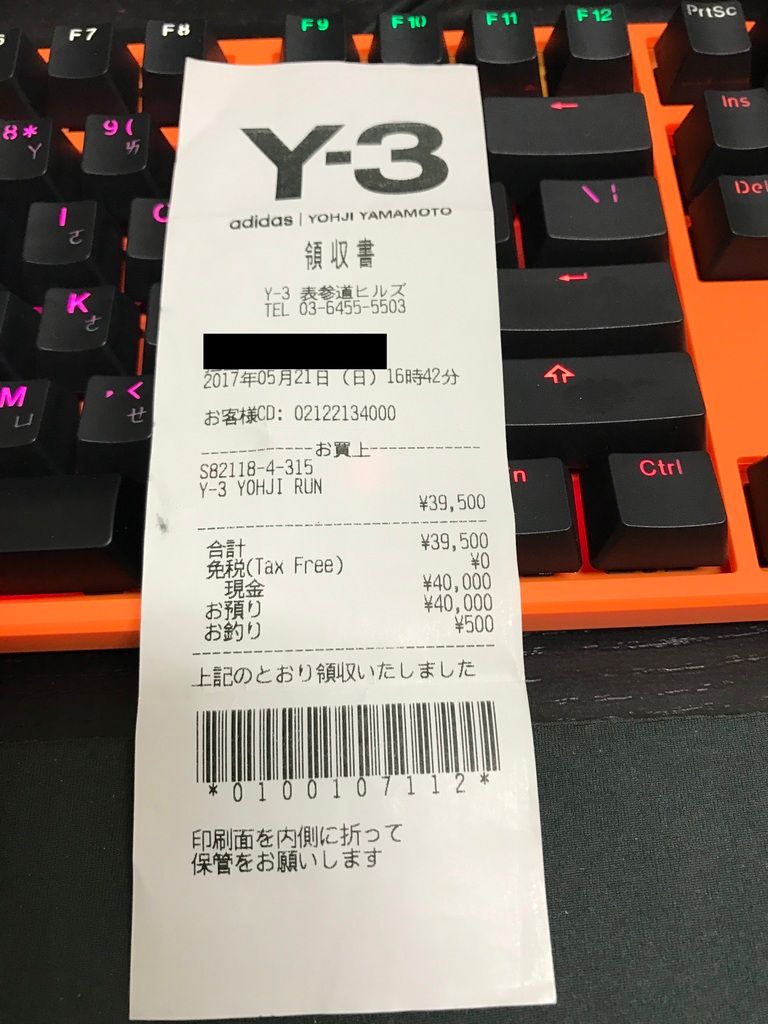 F7 F8 F9 F10 F11 F12 PrtSc
8* ㄚ 9( ㄞ Ins
Del
\ ¦
I ㄛ
K ㄜ
M ㄩ , < ㄝ
Ctrl
Y-3
adidas | YOHJI YAMAMOTO
領収書
Y-3 表参道ヒルズ
TEL 03-6455-5503
2017年05月21日（日）16時42分
お客様CD: 02122134000
お買上
S82118-4-315
Y-3 YOHJI RUN
¥39,500
合計 ¥39,500
免税(Tax Free) ¥0
現金 ¥40,000
お預り ¥40,000
お釣り ¥500
上記のとおり領収いたしました
*0100107112*
印刷面を内側に折って
保管をお願いします